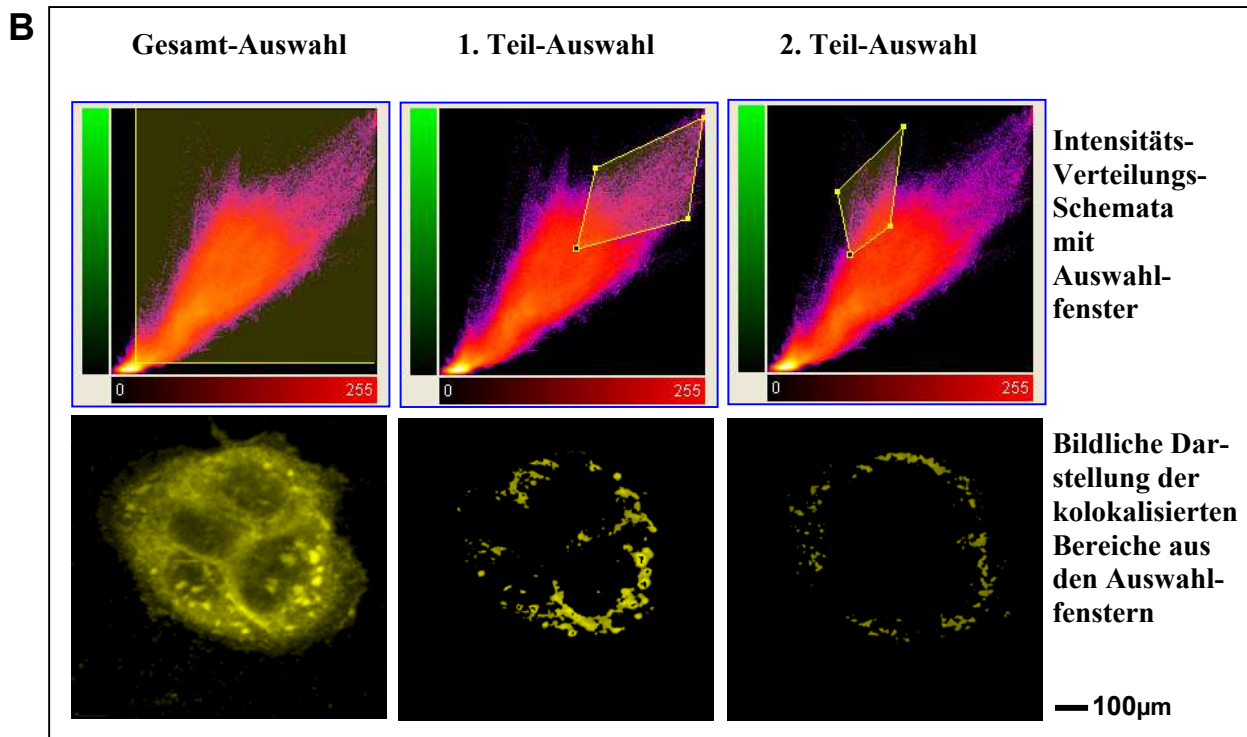 B
Gesamt-Auswahl
1. Teil-Auswahl
2. Teil-Auswahl
0 255
0 255
0 255
Intensitäts-
Verteilungs-
Schemata
mit
Auswahl-
fenster
Bildliche Dar-
stellung der
kolokalisierten
Bereiche aus
den Auswahl-
fenstern
100µm